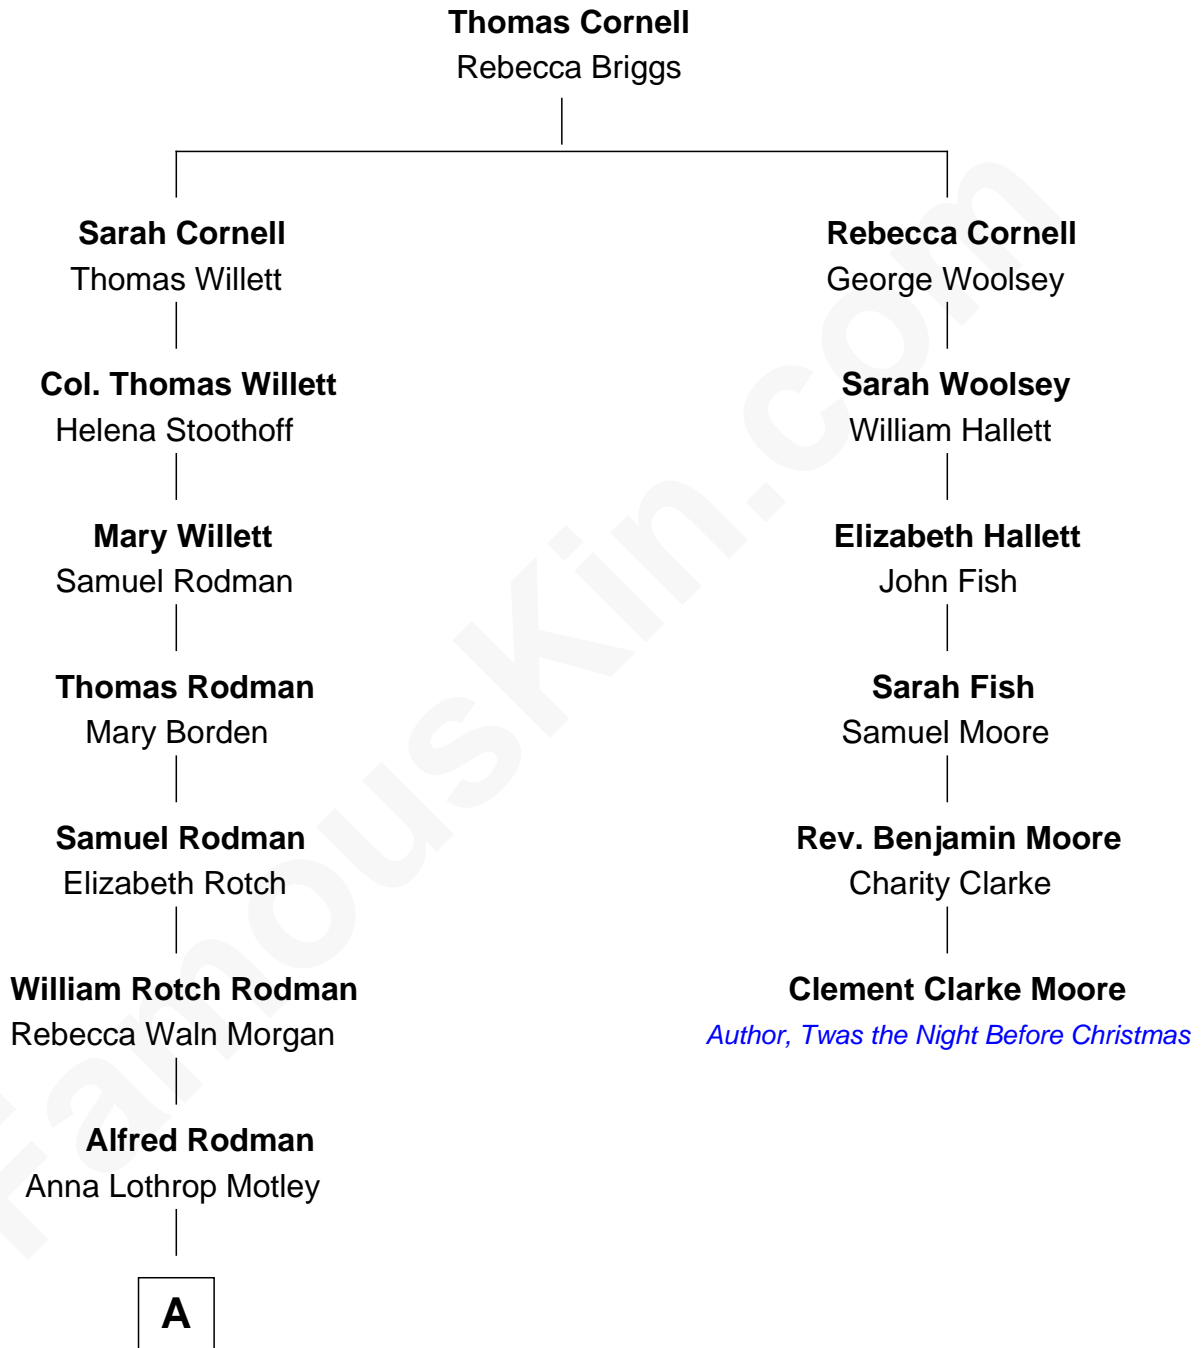 Thomas Cornell
Rebecca Briggs
Sarah Cornell
Thomas Willett
Rebecca Cornell
George Woolsey
Col. Thomas Willett
Helena Stoothoff
Sarah Woolsey
William Hallett
Mary Willett
Samuel Rodman
Elizabeth Hallett
John Fish
Thomas Rodman
Mary Borden
Sarah Fish
Samuel Moore
Samuel Rodman
Elizabeth Rotch
Rev. Benjamin Moore
Charity Clarke
William Rotch Rodman
Rebecca Waln Morgan
Clement Clarke Moore
Author, Twas the Night Before Christmas
Alfred Rodman
Anna Lothrop Motley
A
FamousKin.com